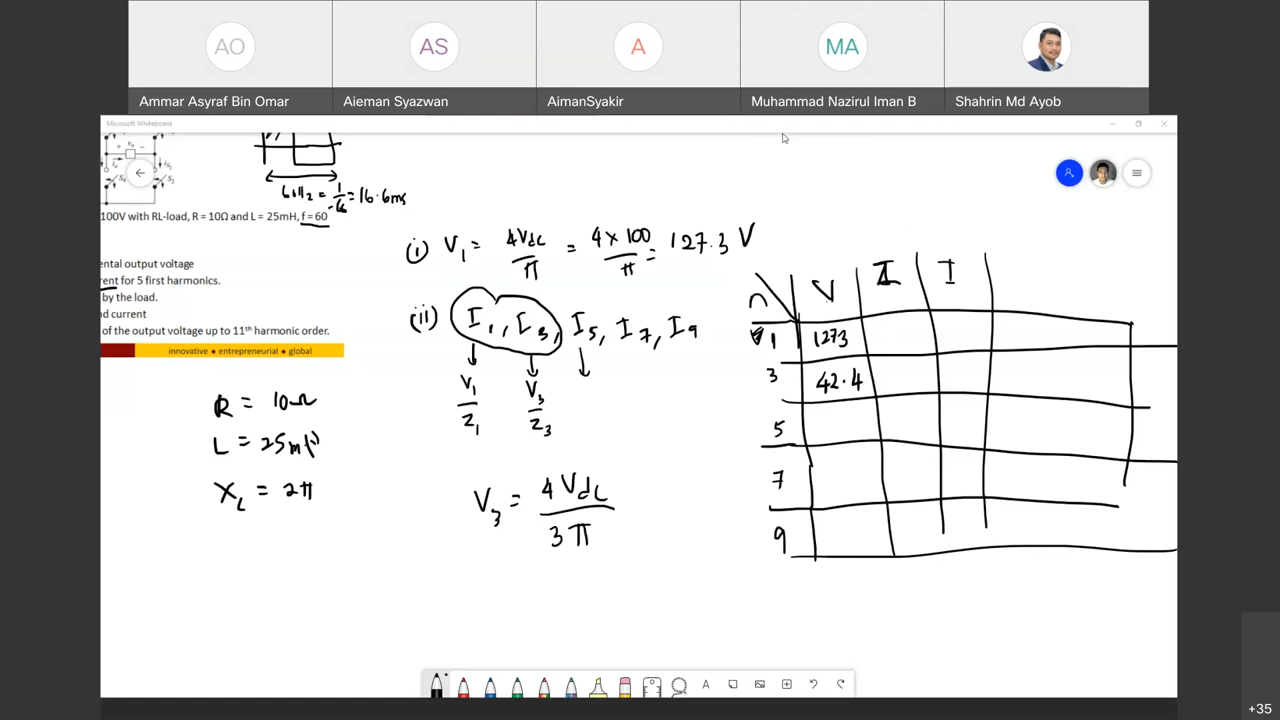 AO
AS
A
MA
Ammar Asyraf Bin Omar
Aieman Syazwan
AimanSyakir
Muhammad Nazirul Iman B
Shahrin Md Ayob
Microsoft Whiteboard
60Hz = 1/60 = 16.6ms
100V with RL-load, R = 10Ω and L = 25mH, f = 60
ental output voltage
rent for 5 first harmonics.
by the load.
nd current
of the output voltage up to 11th harmonic order.
innovative ● entrepreneurial ● global
R = 10Ω
L = 25m
X_L = 2π
(i) V1 = 4Vdc/π = 4 x 100/π = 127.3 V
(ii) I1, I3, I5, I7, I9
V1/Z1 V3/Z3
V3 = 4Vdc/3π
n V I
1 1273
3 42.4
5
7
9
+35